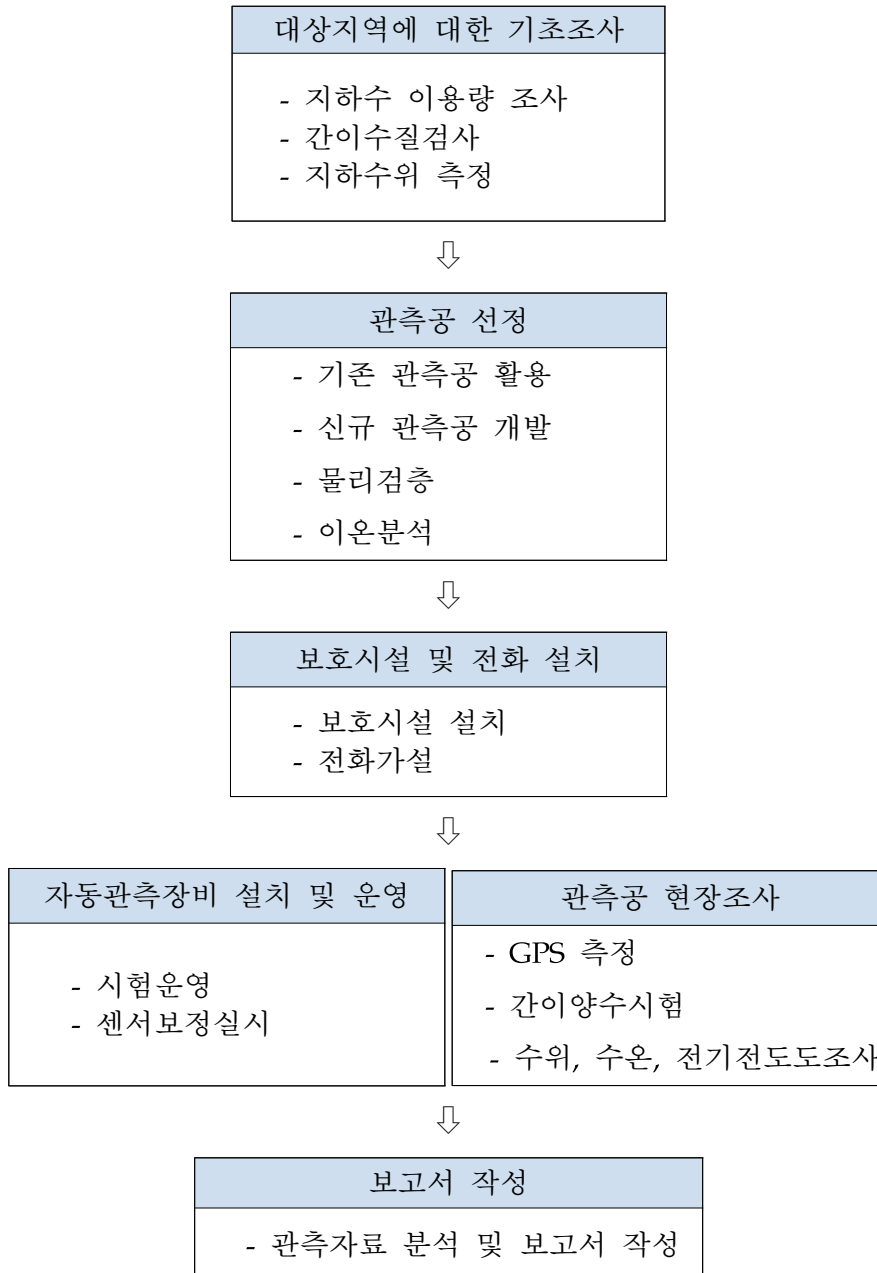 대상지역에 대한 기초조사
- 지하수 이용량 조사
- 간이수질검사
- 지하수위 측정
⇩
관측공 선정
- 기존 관측공 활용
- 신규 관측공 개발
- 물리검층
- 이온분석
⇩
보호시설 및 전화 설치
- 보호시설 설치
- 전화가설
⇩
자동관측장비 설치 및 운영
- 시험운영
- 센서보정실시
관측공 현장조사
- GPS 측정
- 간이양수시험
- 수위, 수온, 전기전도도조사
⇩
보고서 작성
- 관측자료 분석 및 보고서 작성